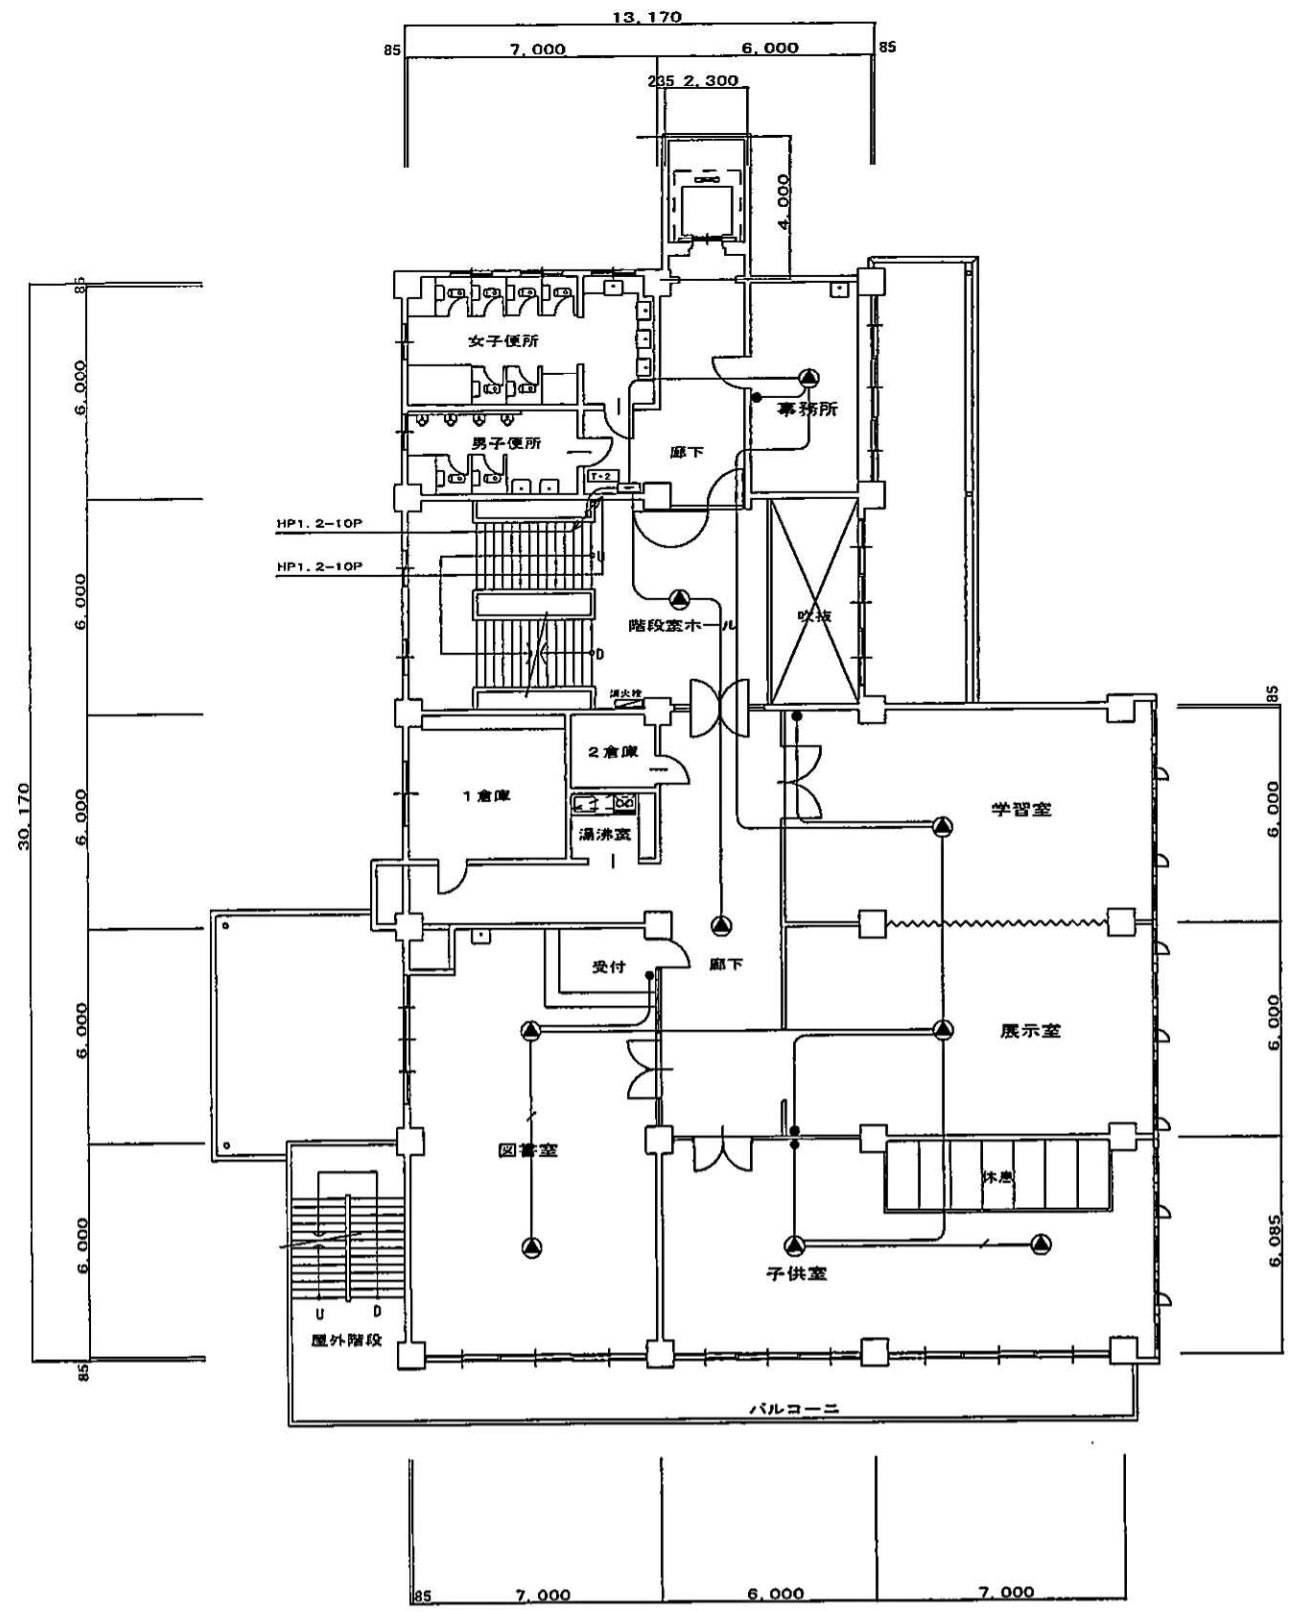 13,170
85
7,000
6,000
85
235 2,300
4,000
85
6,000
女子便所
事務所
男子便所
廊下
T-2
HP1.2-10P
U
HP1.2-10P
6,000
階段室ホール
吹抜
D
消火栓
85
2倉庫
30,170
6,000
1倉庫
学習室
6,000
湯沸室
受付
廊下
6,000
展示室
6,000
図書室
休息
6,000
6,085
子供室
U
D
屋外階段
85
バルコーニ
85
7,000
6,000
7,000